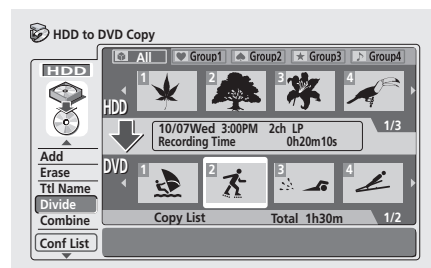 HDD to DVD Copy
All Group1 Group2 Group3 Group4
HDD
1 2 3 4
HDD
10/07Wed 3:00PM 2ch LP 1/3
Recording Time 0h20m10s
DVD
1 2 3 4
Add
Erase
Ttl Name
Divide
Combine
Copy List Total 1h30m 1/2
Conf List